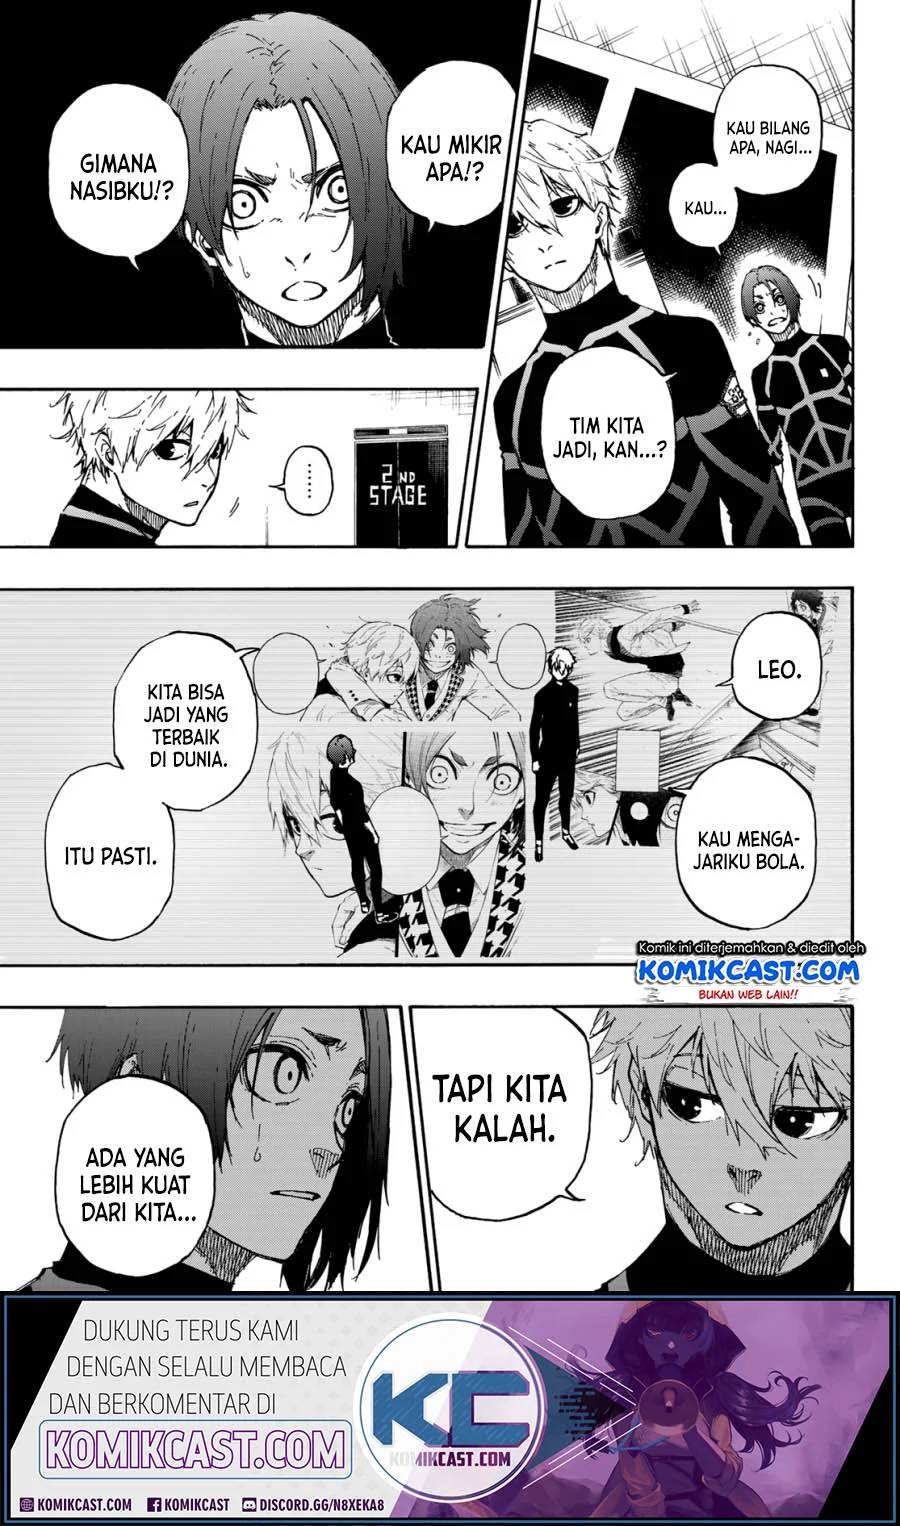 KAU BILANG
APA, NAGI...
KAU...
TIM KITA
JADI, KAN...?
KAU MIKIR
APA!?
GIMANA
NASIBKU!?
......
2ND
STAGE
LEO.
KAU MENGA-
JARIKU BOLA.
KITA BISA
JADI YANG
TERBAIK
DI DUNIA.
ITU PASTI.
Komik ini diterjemahkan & diedit oleh
KOMIKCAST.COM
BUKAN WEB LAIN!!
TAPI KITA
KALAH.
ADA YANG
LEBIH KUAT
DARI KITA...
DUKUNG TERUS KAMI
DENGAN SELALU MEMBACA
DAN BERKOMENTAR DI
KOMIKCAST.COM
KC
KOMIKCAST.COM
KOMIKCAST.COM KOMIKCAST DISCORD.GG/N8XEKA8